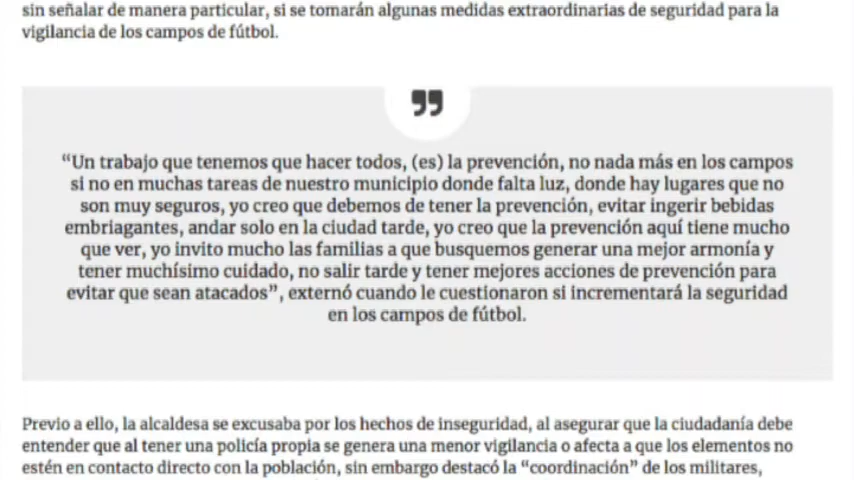 sin señalar de manera particular, si se tomarán algunas medidas extraordinarias de seguridad para la
vigilancia de los campos de fútbol.
”
“Un trabajo que tenemos que hacer todos, (es) la prevención, no nada más en los campos
si no en muchas tareas de nuestro municipio donde falta luz, donde hay lugares que no
son muy seguros, yo creo que debemos de tener la prevención, evitar ingerir bebidas
embriagantes, andar solo en la ciudad tarde, yo creo que la prevención aquí tiene mucho
que ver, yo invito mucho las familias a que busquemos generar una mejor armonía y
tener muchísimo cuidado, no salir tarde y tener mejores acciones de prevención para
evitar que sean atacados”, externó cuando le cuestionaron si incrementará la seguridad
en los campos de fútbol.
Previo a ello, la alcaldesa se excusaba por los hechos de inseguridad, al asegurar que la ciudadanía debe
entender que al tener una policía propia se genera una menor vigilancia o afecta a que los elementos no
estén en contacto directo con la población, sin embargo destacó la “coordinación” de los militares,